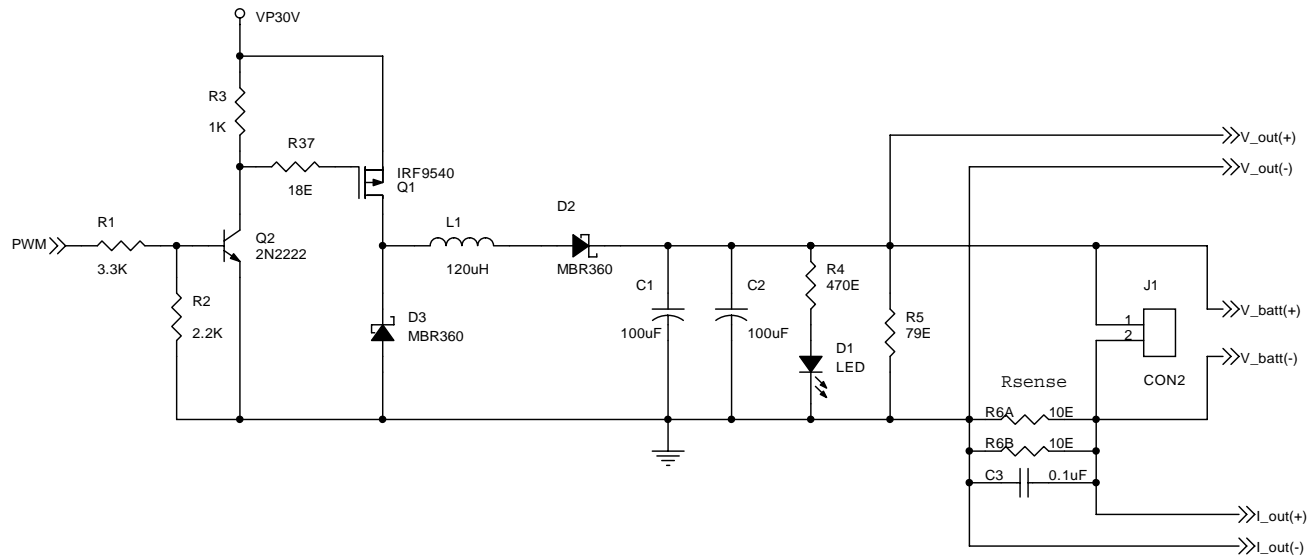 VP30V
R3
1K
R37
18E
IRF9540
Q1
V_out(+)
V_out(-)
PWM
R1
3.3K
Q2
2N2222
R2
2.2K
L1
120uH
D2
MBR360
D3
MBR360
C1
100uF
C2
100uF
R4
470E
D1
LED
R5
79E
J1
1
2
CON2
V_batt(+)
V_batt(-)
Rsense
R6A 10E
R6B 10E
C3 0.1uF
I_out(+)
I_out(-)